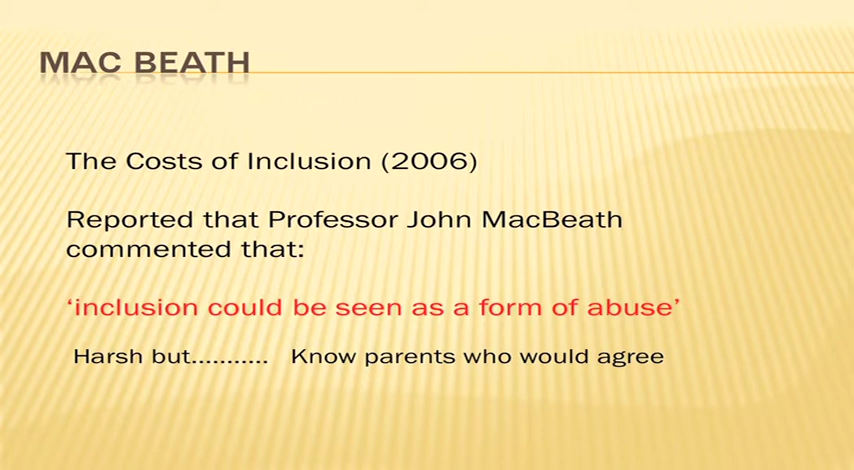 MAC BEATH
The Costs of Inclusion (2006)
Reported that Professor John MacBeath
commented that:
‘inclusion could be seen as a form of abuse’
Harsh but........... Know parents who would agree